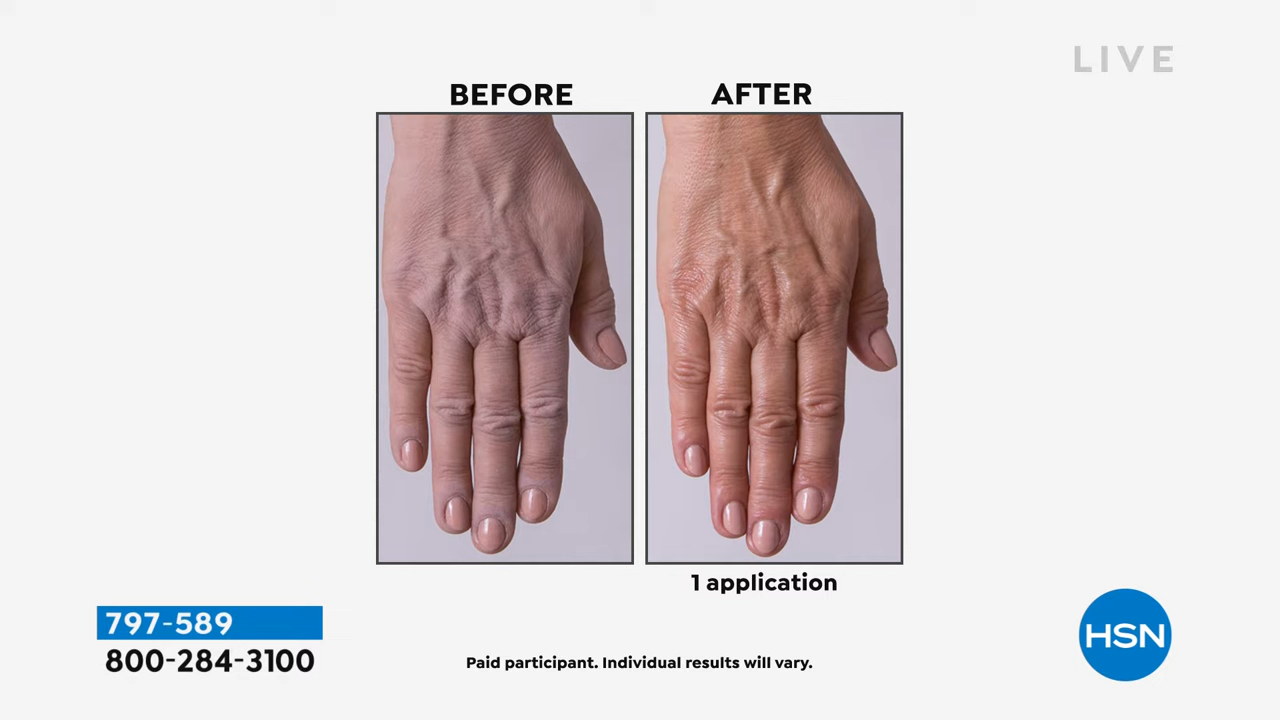 LIVE
BEFORE
AFTER
1 application
797-589
800-284-3100
Paid participant. Individual results will vary.
HSN